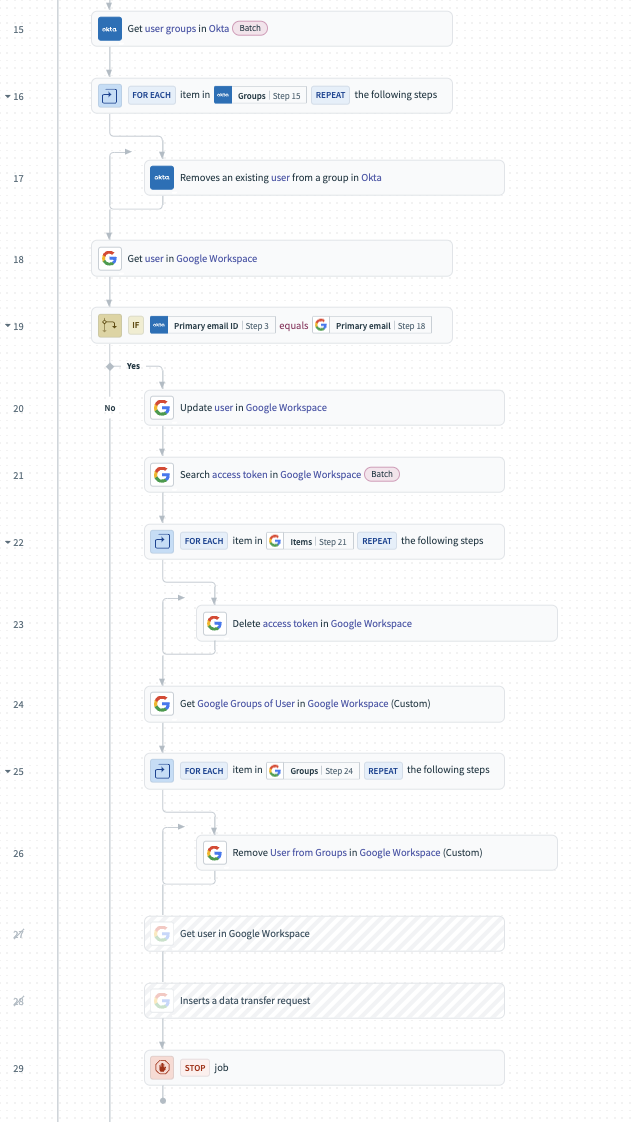 15 okta Get user groups in Okta Batch
16 FOR EACH item in okta Groups Step 15 REPEAT the following steps
17 okta Removes an existing user from a group in Okta
18 Get user in Google Workspace
19 IF okta Primary email ID Step 3 equals Primary email Step 18
Yes
20 No Update user in Google Workspace
21 Search access token in Google Workspace Batch
22 FOR EACH item in Items Step 21 REPEAT the following steps
23 Delete access token in Google Workspace
24 Get Google Groups of User in Google Workspace (Custom)
25 FOR EACH item in Groups Step 24 REPEAT the following steps
26 Remove User from Groups in Google Workspace (Custom)
27 Get user in Google Workspace
28 Inserts a data transfer request
29 STOP job